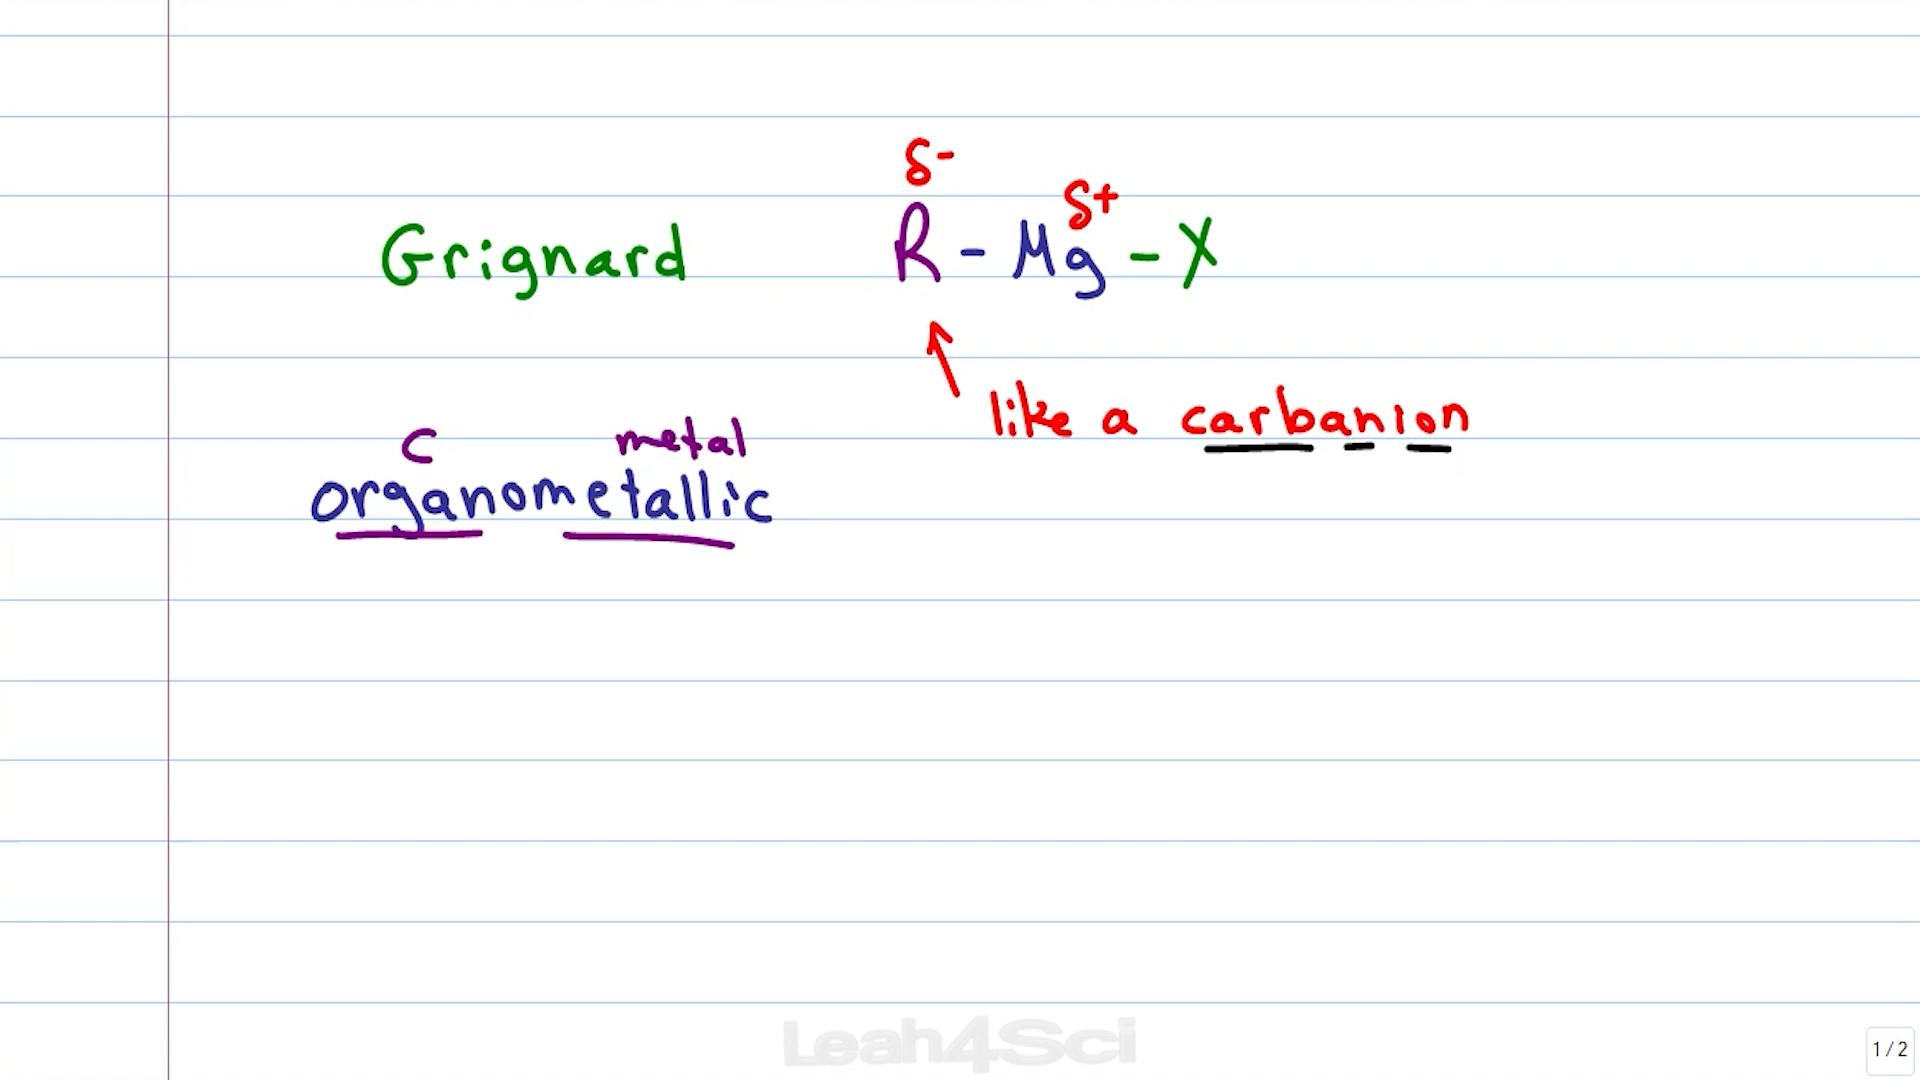 δ-
δ+
Grignard R - Mg - X
like a carbanion
C metal
organometallic
Leah4Sci
1/2